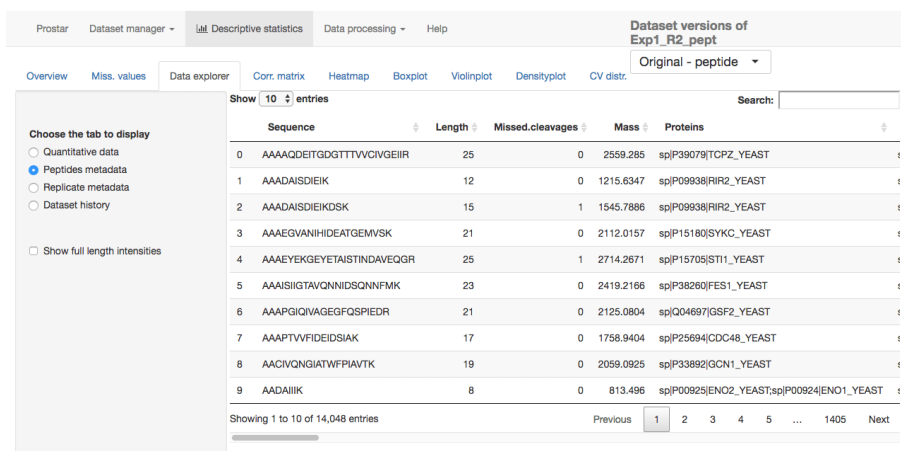 Prostar Dataset manager Descriptive statistics Data processing Help Dataset versions of
Exp1_R2_pept
Original - peptide
Overview Miss. values Data explorer Corr. matrix Heatmap Boxplot Violinplot Densityplot CV distr.
Show 10 entries Search:
Choose the tab to display
Quantitative data
Peptides metadata
Replicate metadata
Dataset history
Show full length intensities
Sequence Length Missed.cleavages Mass Proteins
0 AAAAQDEITGDGTTTVVCIVGEIIR 25 0 2559.285 sp|P39079|TCPZ_YEAST
1 AAADAISDIEIK 12 0 1215.6347 sp|P09938|RIR2_YEAST
2 AAADAISDIEIKDSK 15 1 1545.7886 sp|P09938|RIR2_YEAST
3 AAAEGVANIHIDEATGEMVSK 21 0 2112.0157 sp|P15180|SYKC_YEAST
4 AAAEYEKGEYETAISTINDAVEQGR 25 1 2714.2671 sp|P15705|STI1_YEAST
5 AAAISIIGTAVQNNIDSQNNFMK 23 0 2419.2166 sp|P38260|FES1_YEAST
6 AAAPGIQIVAGEGFQSPIEDR 21 0 2125.0804 sp|Q04697|GSF2_YEAST
7 AAAPTVVFIDEIDSIAK 17 0 1758.9404 sp|P25694|CDC48_YEAST
8 AACIVQNGIATWFPIAVTK 19 0 2059.0925 sp|P33892|GCN1_YEAST
9 AADAIIIK 8 0 813.496 sp|P00925|ENO2_YEAST;sp|P00924|ENO1_YEAST
Showing 1 to 10 of 14,048 entries Previous 1 2 3 4 5 ... 1405 Next